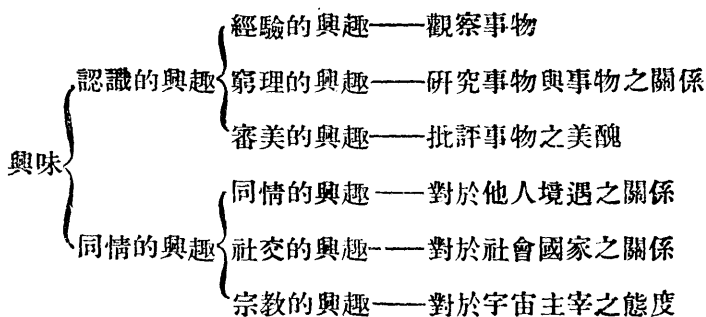 經驗的興趣——觀察事物
認識的興趣
窮理的興趣——研究事物與事物之關係
審美的興趣——批評事物之美醜
興味
同情的興趣——對於他人境遇之關係
同情的興趣
社交的興趣——對於社會國家之關係
宗教的興趣——對於宇宙主宰之態度